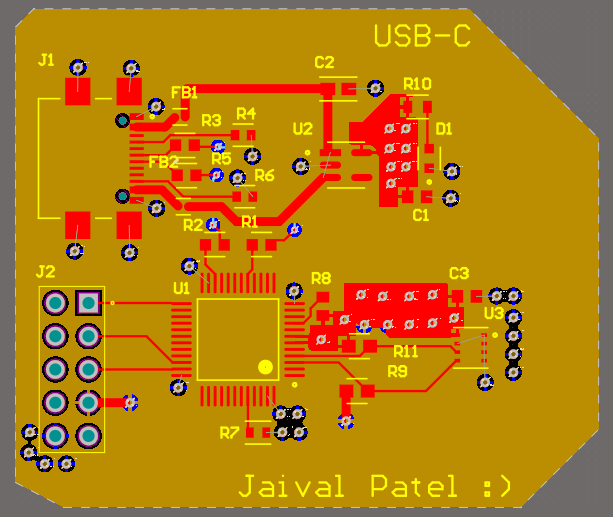 USB-C
J1
C2
R10
FB1
R3
R4
U2
D1
FB2
R5
R6
R2
R1
C1
J2
U1
R8
C3
U3
R11
R9
R7
Jaival Patel :)